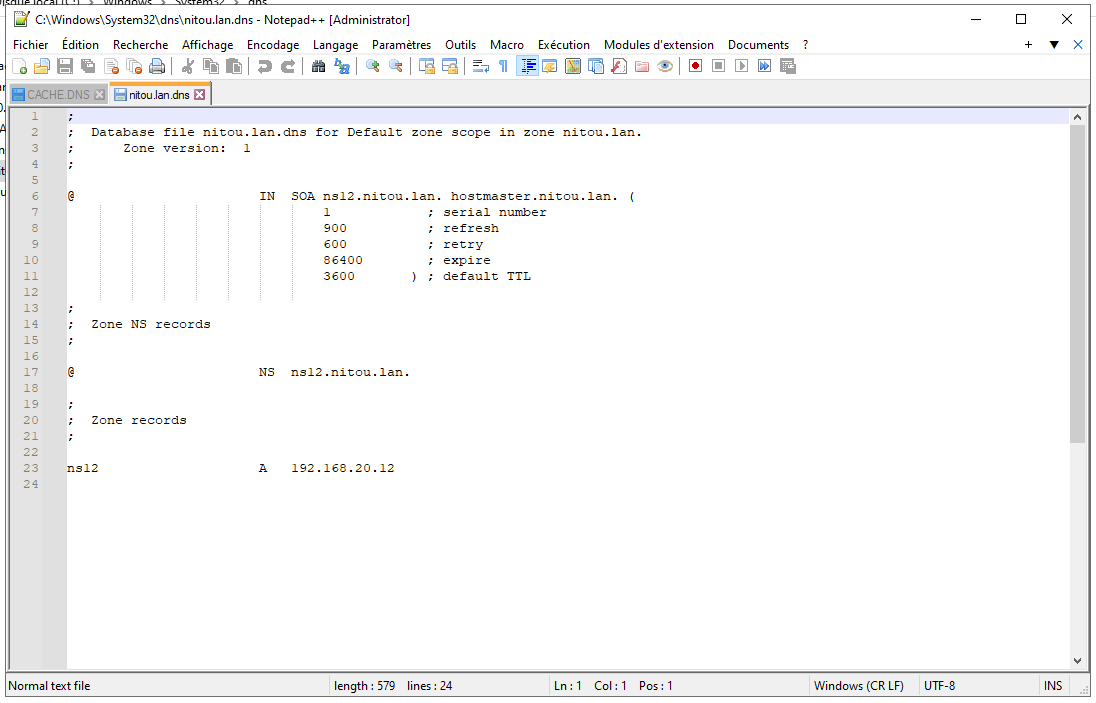 C:\Windows\System32\dns\nitou.lan.dns - Notepad++ [Administrator]
Fichier Édition Recherche Affichage Encodage Langage Paramètres Outils Macro Exécution Modules d'extension Documents ?
CACHE.DNS nitou.lan.dns
1 ;
2 ;  Database file nitou.lan.dns for Default zone scope in zone nitou.lan.
3 ;      Zone version:  1
4 ;
5
6 @                       IN  SOA ns12.nitou.lan. hostmaster.nitou.lan. (
7                                 1            ; serial number
8                                 900          ; refresh
9                                 600          ; retry
10                                86400        ; expire
11                                3600       ) ; default TTL
12
13 ;
14 ;  Zone NS records
15 ;
16
17 @                       NS  ns12.nitou.lan.
18
19 ;
20 ;  Zone records
21 ;
22
23 ns12                    A   192.168.20.12
24
Normal text file length : 579 lines : 24 Ln : 1 Col : 1 Pos : 1 Windows (CR LF) UTF-8 INS